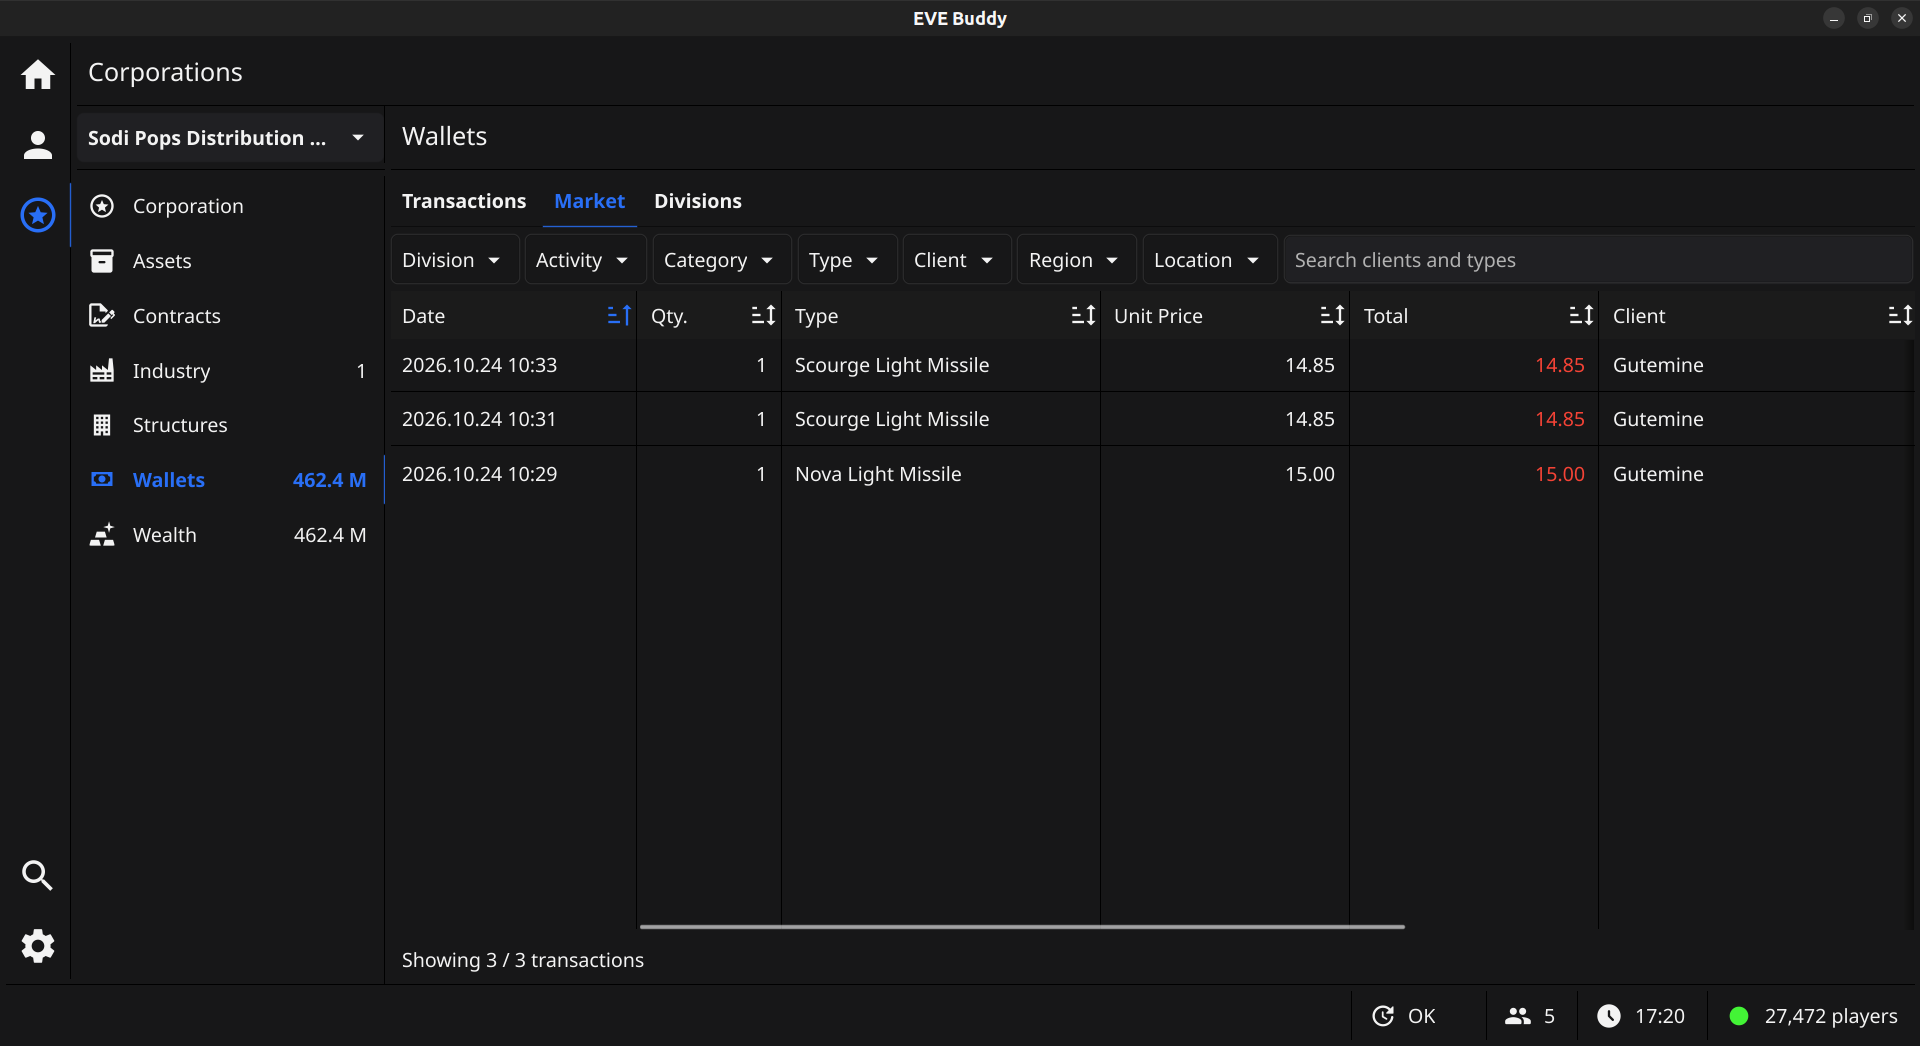 EVE Buddy
Corporations
Sodi Pops Distribution ...
Corporation
Assets
Contracts
Industry 1
Structures
Wallets 462.4 M
Wealth 462.4 M
Wallets
Transactions Market Divisions
Division Activity Category Type Client Region Location Search clients and types
Date Qty. Type Unit Price Total Client
2026.10.24 10:33 1 Scourge Light Missile 14.85 14.85 Gutemine
2026.10.24 10:31 1 Scourge Light Missile 14.85 14.85 Gutemine
2026.10.24 10:29 1 Nova Light Missile 15.00 15.00 Gutemine
Showing 3 / 3 transactions
OK 5 17:20 27,472 players